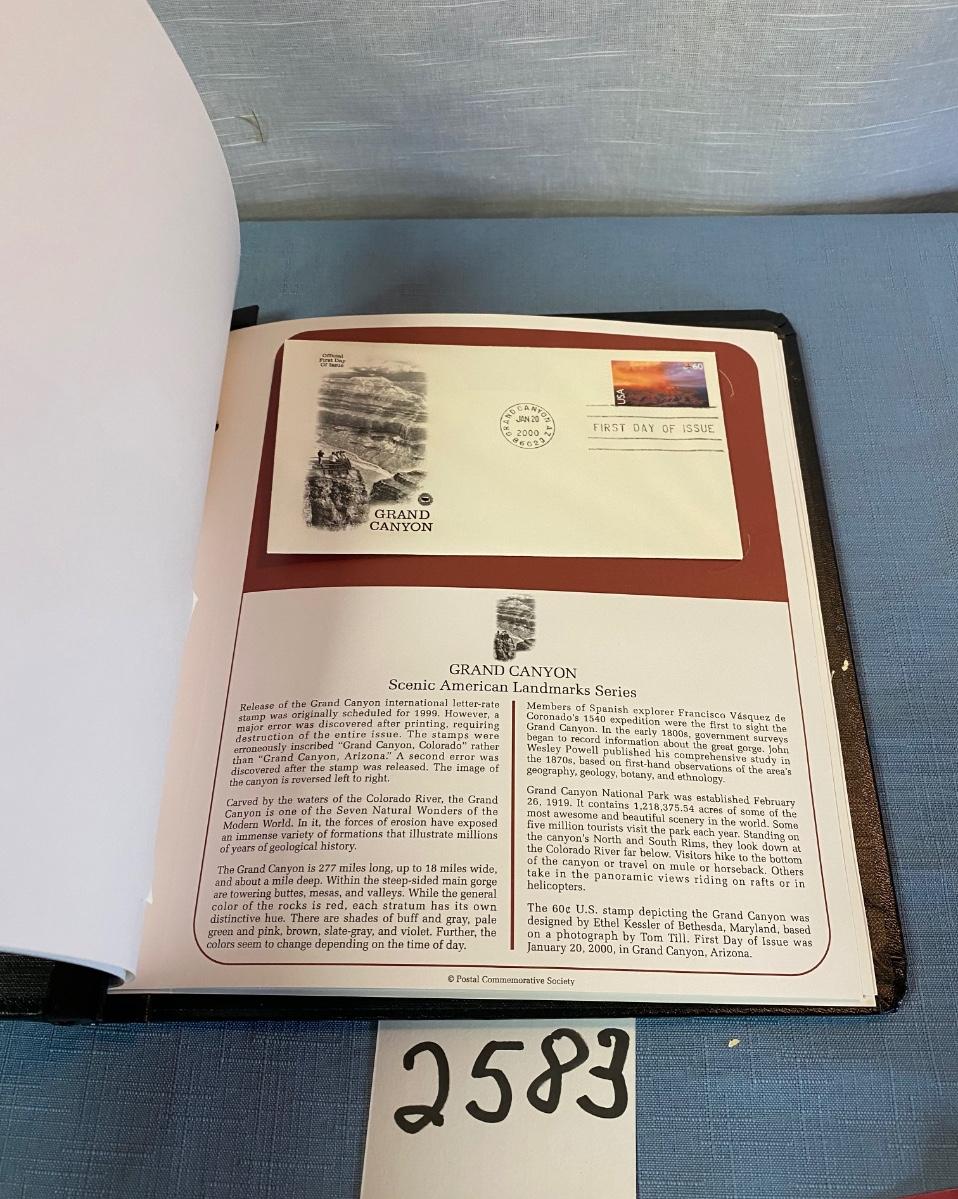 Official
First Day
Of Issue
GRAND
CANYON
GRAND CANYON AZ
JAN 20
2000
86023
60
USA
FIRST DAY OF ISSUE
GRAND CANYON
Scenic American Landmarks Series
Release of the Grand Canyon international letter-rate
stamp was originally scheduled for 1999. However, a
major error was discovered after printing, requiring
destruction of the entire issue. The stamps were
erroneously inscribed “Grand Canyon, Colorado” rather
than “Grand Canyon, Arizona.” A second error was
discovered after the stamp was released. The image of
the canyon is reversed left to right.
Carved by the waters of the Colorado River, the Grand
Canyon is one of the Seven Natural Wonders of the
Modern World. In it, the forces of erosion have exposed
an immense variety of formations that illustrate millions
of years of geological history.
The Grand Canyon is 277 miles long, up to 18 miles wide,
and about a mile deep. Within the steep-sided main gorge
are towering buttes, mesas, and valleys. While the general
color of the rocks is red, each stratum has its own
distinctive hue. There are shades of buff and gray, pale
green and pink, brown, slate-gray, and violet. Further, the
colors seem to change depending on the time of day.
Members of Spanish explorer Francisco Vásquez de
Coronado's 1540 expedition were the first to sight the
Grand Canyon. In the early 1800s, government surveys
began to record information about the great gorge. John
Wesley Powell published his comprehensive study in
the 1870s, based on first-hand observations of the area's
geography, geology, botany, and ethnology.
Grand Canyon National Park was established February
26, 1919. It contains 1,218,375.54 acres of some of the
most awesome and beautiful scenery in the world. Some
five million tourists visit the park each year. Standing on
the canyon's North and South Rims, they look down at
the Colorado River far below. Visitors hike to the bottom
of the canyon or travel on mule or horseback. Others
take in the panoramic views riding on rafts or in
helicopters.
The 60¢ U.S. stamp depicting the Grand Canyon was
designed by Ethel Kessler of Bethesda, Maryland, based
on a photograph by Tom Till. First Day of Issue was
January 20, 2000, in Grand Canyon, Arizona.
© Postal Commemorative Society
2583